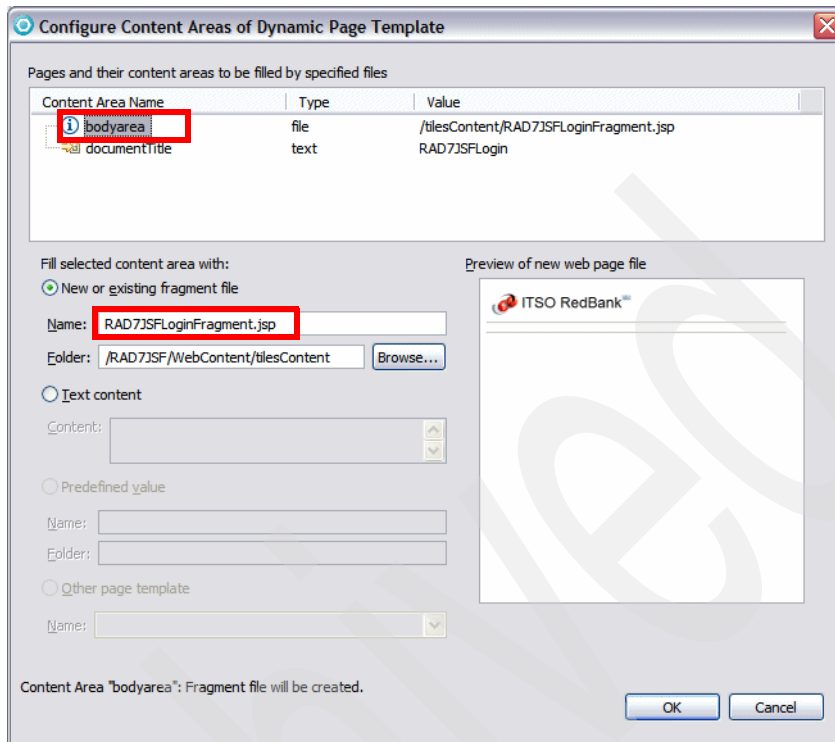 Configure Content Areas of Dynamic Page Template
Pages and their content areas to be filled by specified files
Content Area Name Type Value
bodyarea file /tilesContent/RAD7JSFLoginFragment.jsp
documentTitle text RAD7JSFLogin
Fill selected content area with:
New or existing fragment file
Name: RAD7JSFLoginFragment.jsp
Folder: /RAD7JSF/WebContent/tilesContent Browse...
Text content
Content:
Predefined value
Name:
Folder:
Other page template
Name:
Preview of new web page file
ITSO RedBank
Content Area "bodyarea": Fragment file will be created.
OK Cancel